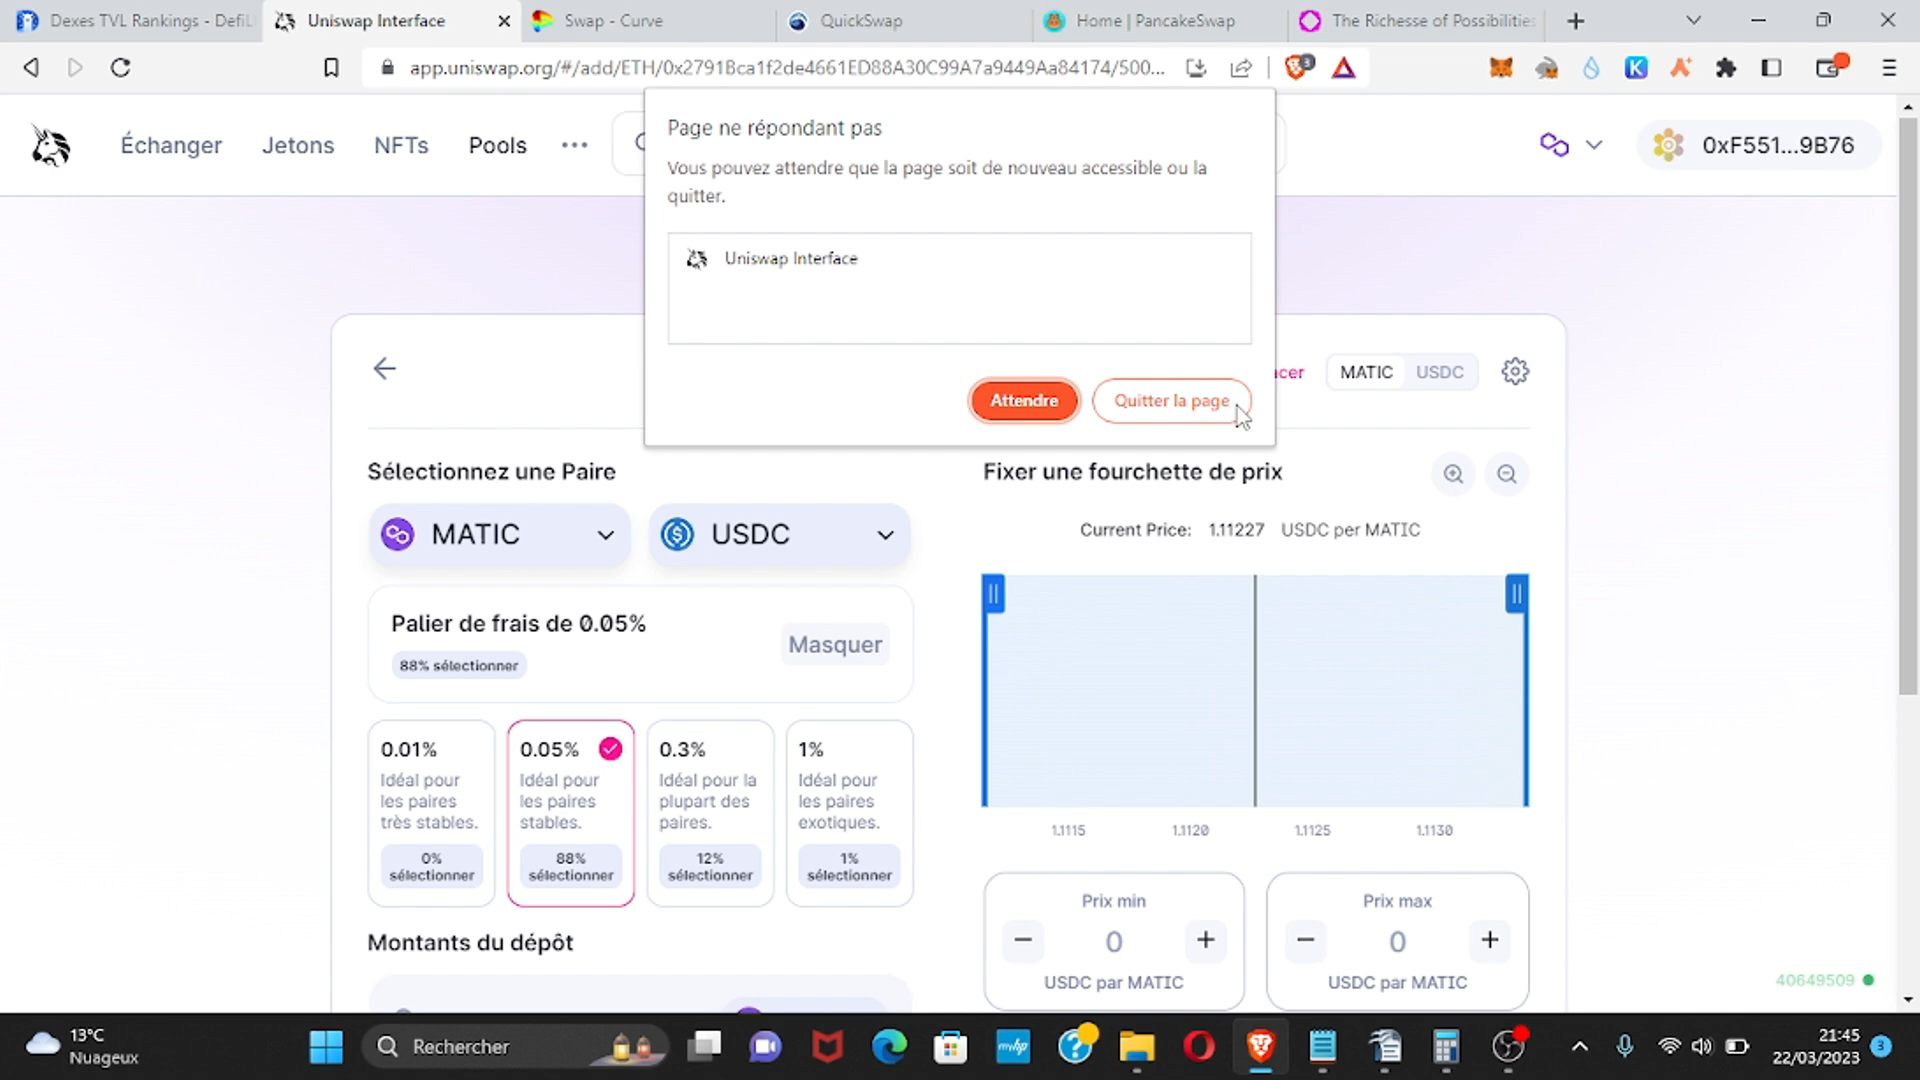 Dexes TVL Rankings - DefiLl
Uniswap Interface
Swap - Curve
QuickSwap
Home | PancakeSwap
The Richesse of Possibilities
app.uniswap.org/#/add/ETH/0x2791Bca1f2de4661ED88A30C99A7a9449Aa84174/500...
3
Échanger
Jetons
NFTs
Pools
0xF551...9B76
Page ne répondant pas
Vous pouvez attendre que la page soit de nouveau accessible ou la
quitter.
Uniswap Interface
Attendre
Quitter la page
acer
MATIC
USDC
Sélectionnez une Paire
MATIC
USDC
Palier de frais de 0.05%
88% sélectionner
Masquer
0.01%
Idéal pour
les paires
très stables.
0%
sélectionner
0.05%
Idéal pour
les paires
stables.
88%
sélectionner
0.3%
Idéal pour la
plupart des
paires.
12%
sélectionner
1%
Idéal pour
les paires
exotiques.
1%
sélectionner
Montants du dépôt
Fixer une fourchette de prix
Current Price: 1.11227 USDC per MATIC
1.1115
1.1120
1.1125
1.1130
Prix min
0
USDC par MATIC
Prix max
0
USDC par MATIC
40649509
13°C
Nuageux
Rechercher
myhp
21:45
22/03/2023
3